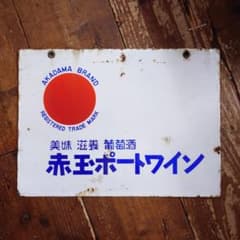 AKADAMA BRAND
REGISTERED TRADE MARK
美味 滋養 葡萄酒
赤玉ポートワイン